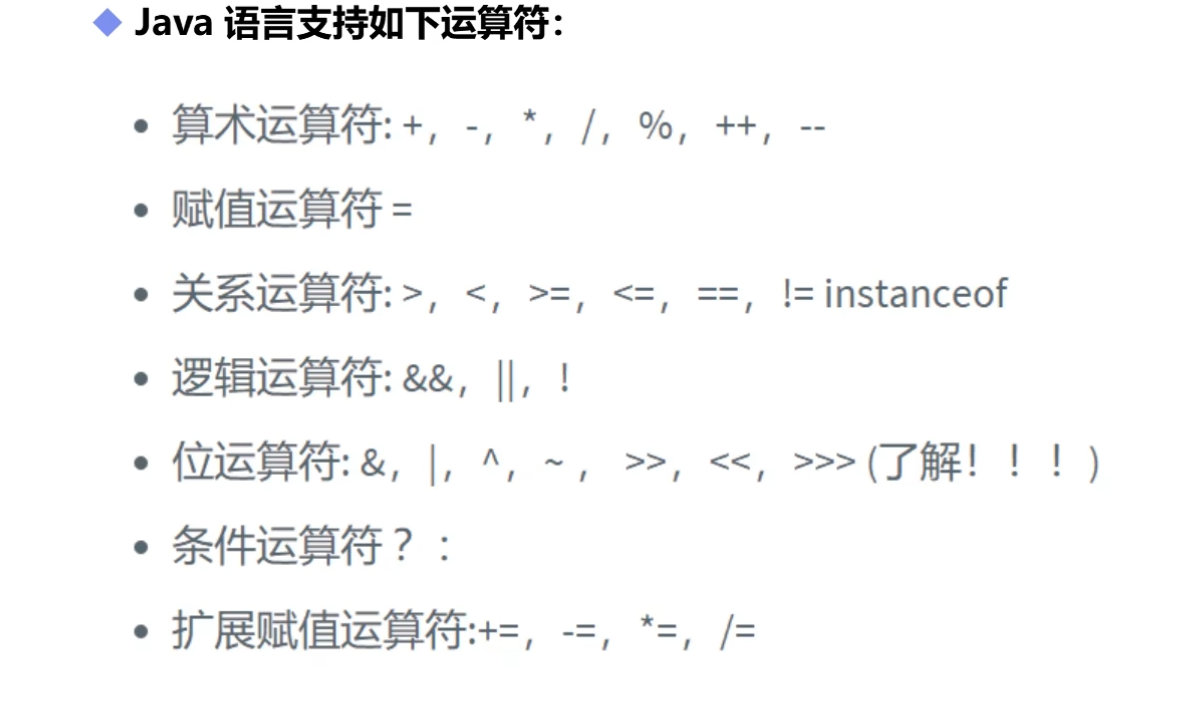 Java 语言支持如下运算符：
算术运算符: +，-，*，/，%，++，--
赋值运算符 =
关系运算符: >，<，>=，<=，==，!= instanceof
逻辑运算符: &&，||，!
位运算符: &，|，^，~ ， >>，<<，>>> (了解！！！)
条件运算符 ？：
扩展赋值运算符:+=，-=，*=，/=